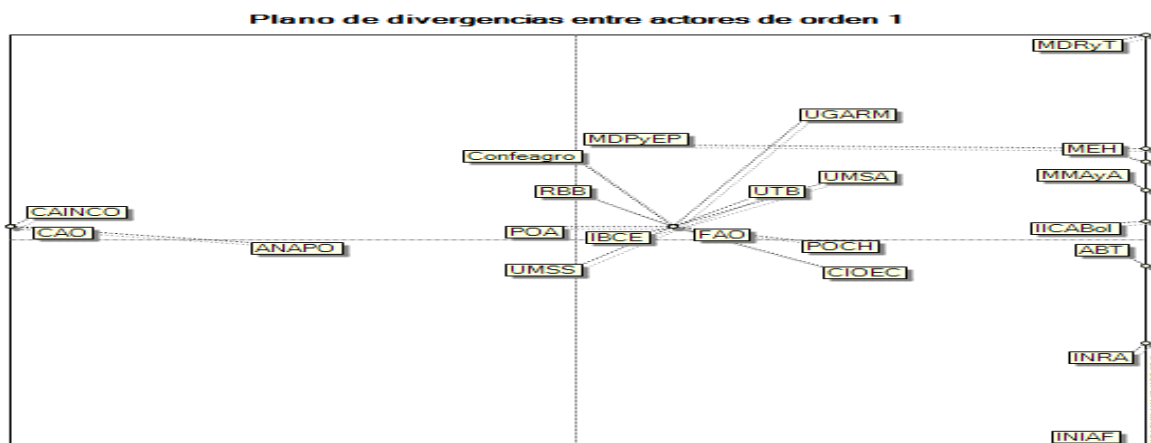 Plano de divergencias entre actores de orden 1
MDRyT
UGARM
MDPyEP
MEH
Confeagro
UMSA
MMAyA
RBB
UTB
CAINCO
CAO
POA
IBCE
FAO
IICABol
ANAPO
POCH
ABT
UMSS
CIOEC
INRA
INIAF